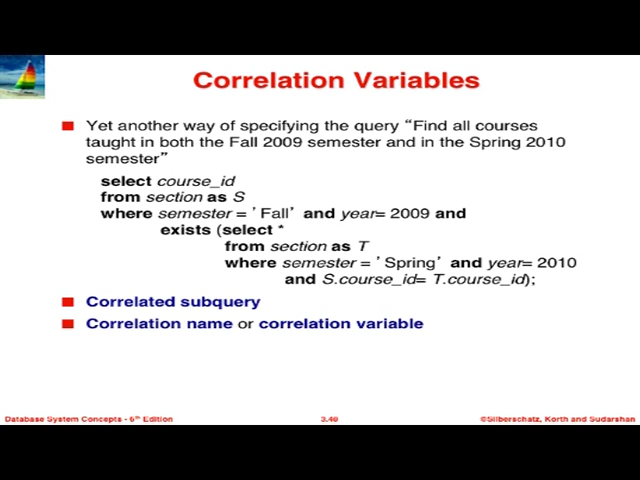 Correlation Variables
Yet another way of specifying the query “Find all courses
taught in both the Fall 2009 semester and in the Spring 2010
semester”
select course_id
from section as S
where semester = ’Fall’ and year= 2009 and
exists (select *
from section as T
where semester = ’Spring’ and year= 2010
and S.course_id= T.course_id);
Correlated subquery
Correlation name or correlation variable
Database System Concepts - 6th Edition
3.48
©Silberschatz, Korth and Sudarshan